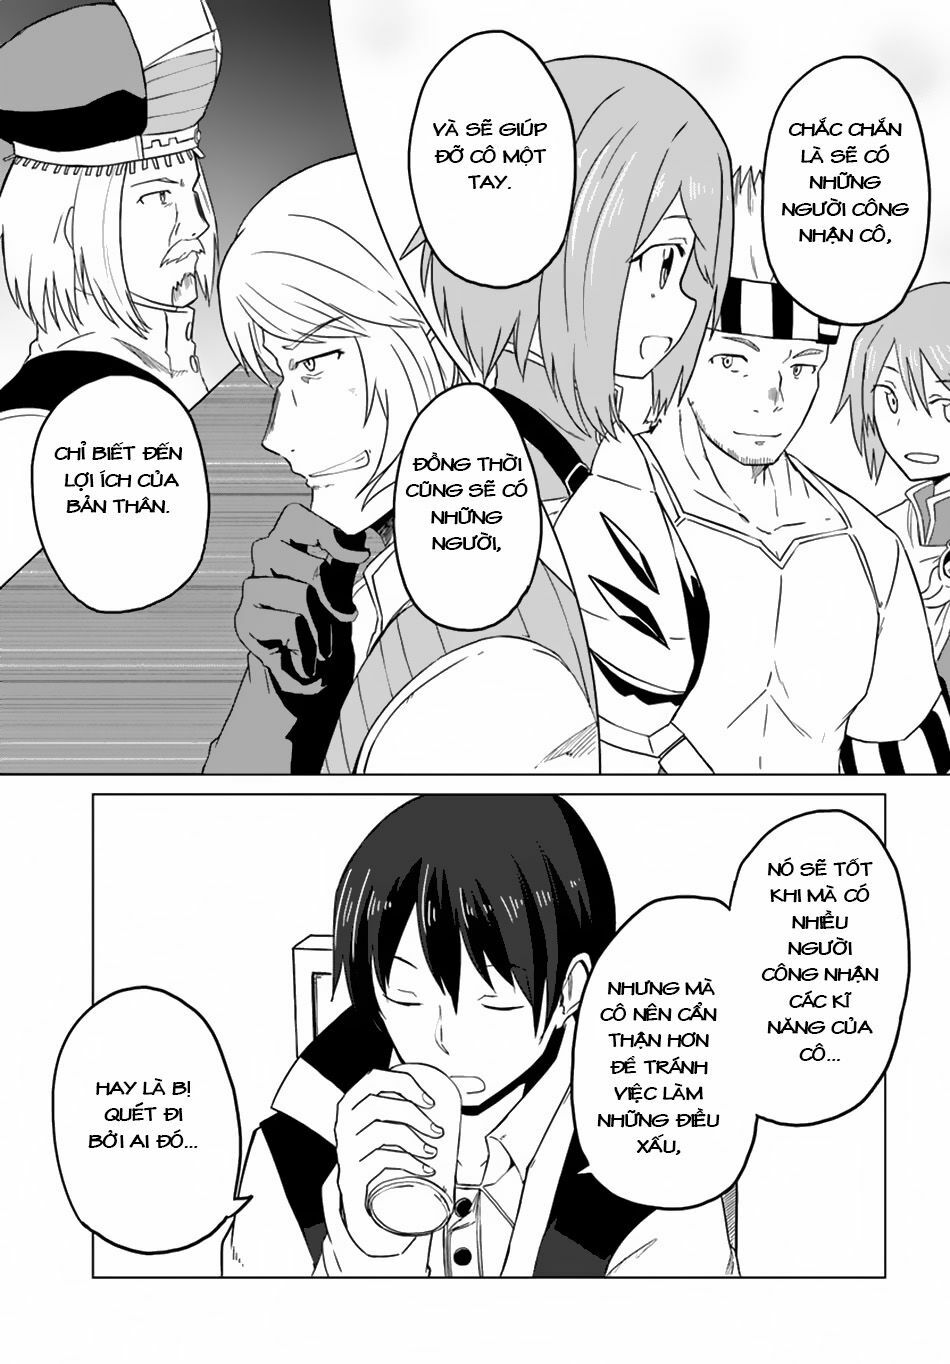 CHẮC CHẮN
LÀ SẼ CÓ
NHỮNG
NGƯỜI CÔNG
NHẬN CÔ,
VÀ SẼ GIÚP
ĐỠ CÔ MỘT
TAY.
ĐỒNG THỜI
CŨNG SẼ CÓ
NHỮNG
NGƯỜI,
CHỈ BIẾT ĐẾN
LỢI ÍCH CỦA
BẢN THÂN.
NÓ SẼ TỐT
KHI MÀ CÓ
NHIỀU
NGƯỜI
CÔNG NHẬN
CÁC KĨ
NĂNG CỦA
CÔ...
NHƯNG MÀ
CÔ NÊN CẨN
THẬN HƠN
ĐỂ TRÁNH
VIỆC LÀM
NHỮNG ĐIỀU
XẤU,
HAY LÀ BỊ
QUÉT ĐI
BỞI AI ĐÓ...